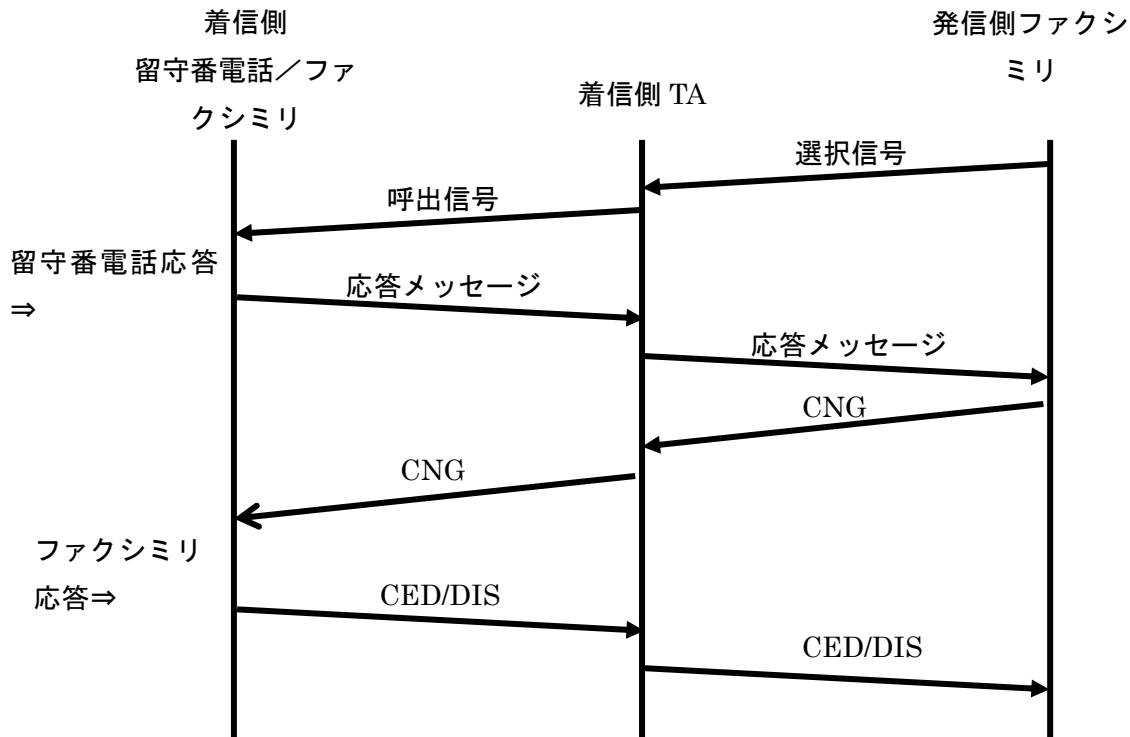 着信側
留守番電話／ファ
クシミリ
着信側 TA
発信側ファクシ
ミリ
選択信号
呼出信号
留守番電話応答
⇒
応答メッセージ
応答メッセージ
CNG
CNG
ファクシミリ
応答⇒
CED/DIS
CED/DIS